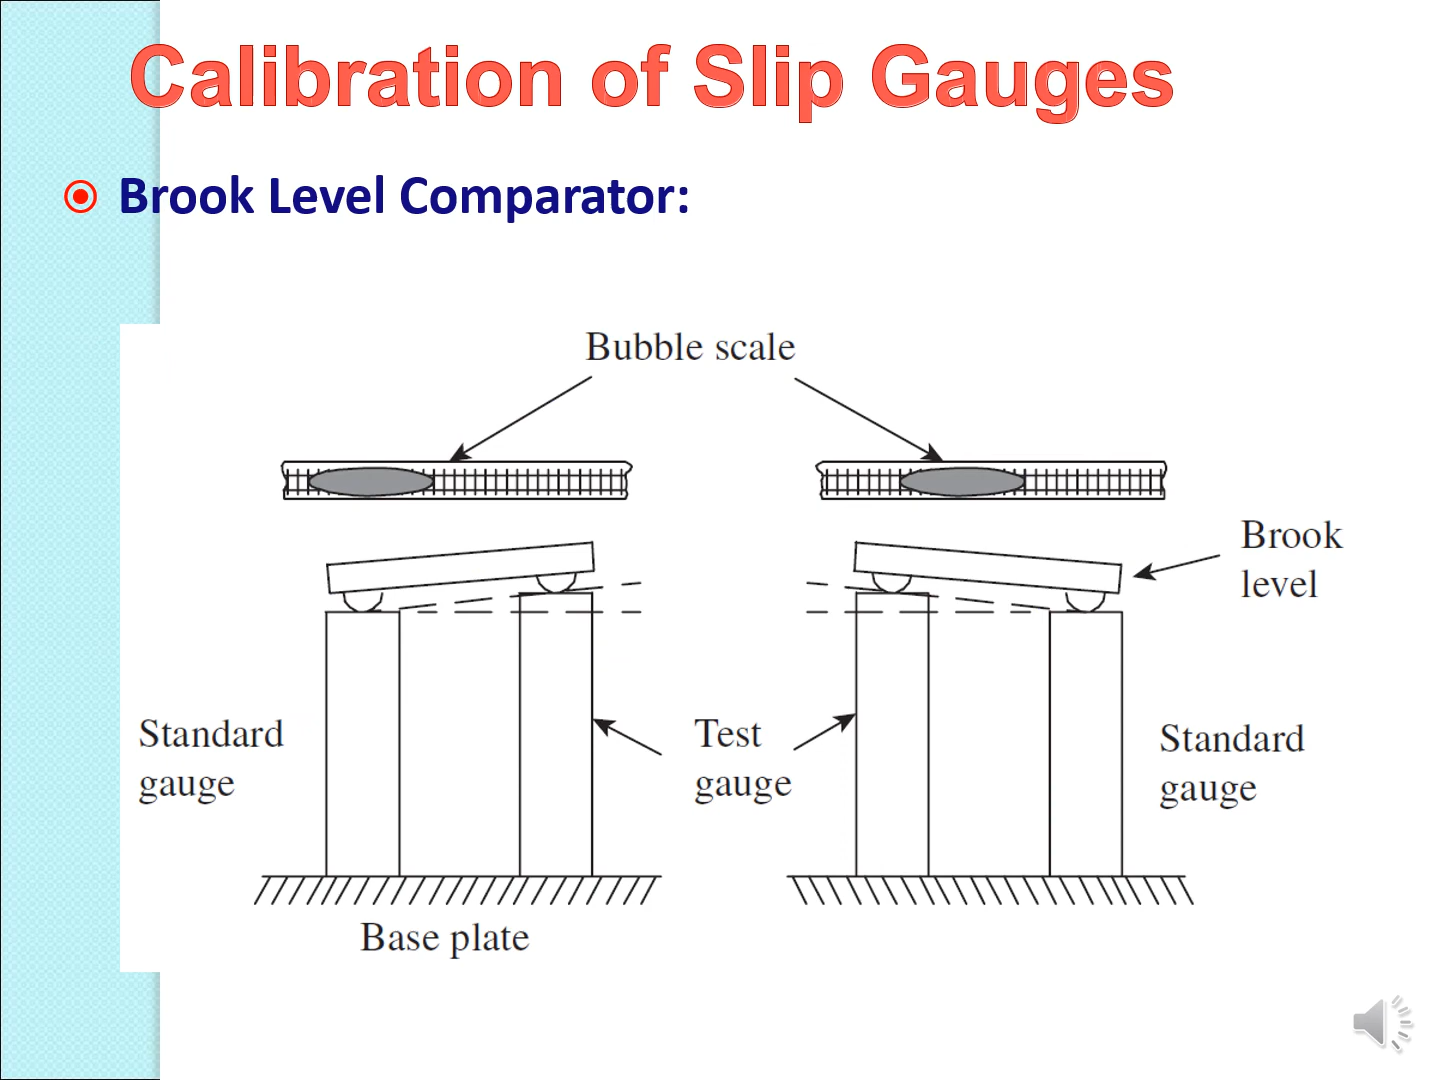 Calibration of Slip Gauges
Brook Level Comparator:
Bubble scale
Brook
level
Standard
gauge
Test
gauge
Standard
gauge
Base plate